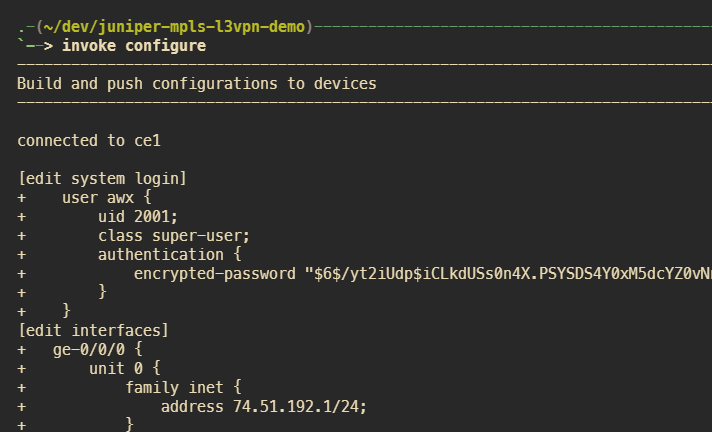 .-(~/dev/juniper-mpls-l3vpn-demo)
`--> invoke configure
Build and push configurations to devices
connected to ce1
[edit system login]
+    user awx {
+        uid 2001;
+        class super-user;
+        authentication {
+            encrypted-password "$6$/yt2iUdp$iCLkdUSs0n4X.PSYSDS4Y0xM5dcYZ0vN
+        }
+    }
[edit interfaces]
+   ge-0/0/0 {
+       unit 0 {
+           family inet {
+               address 74.51.192.1/24;
+           }